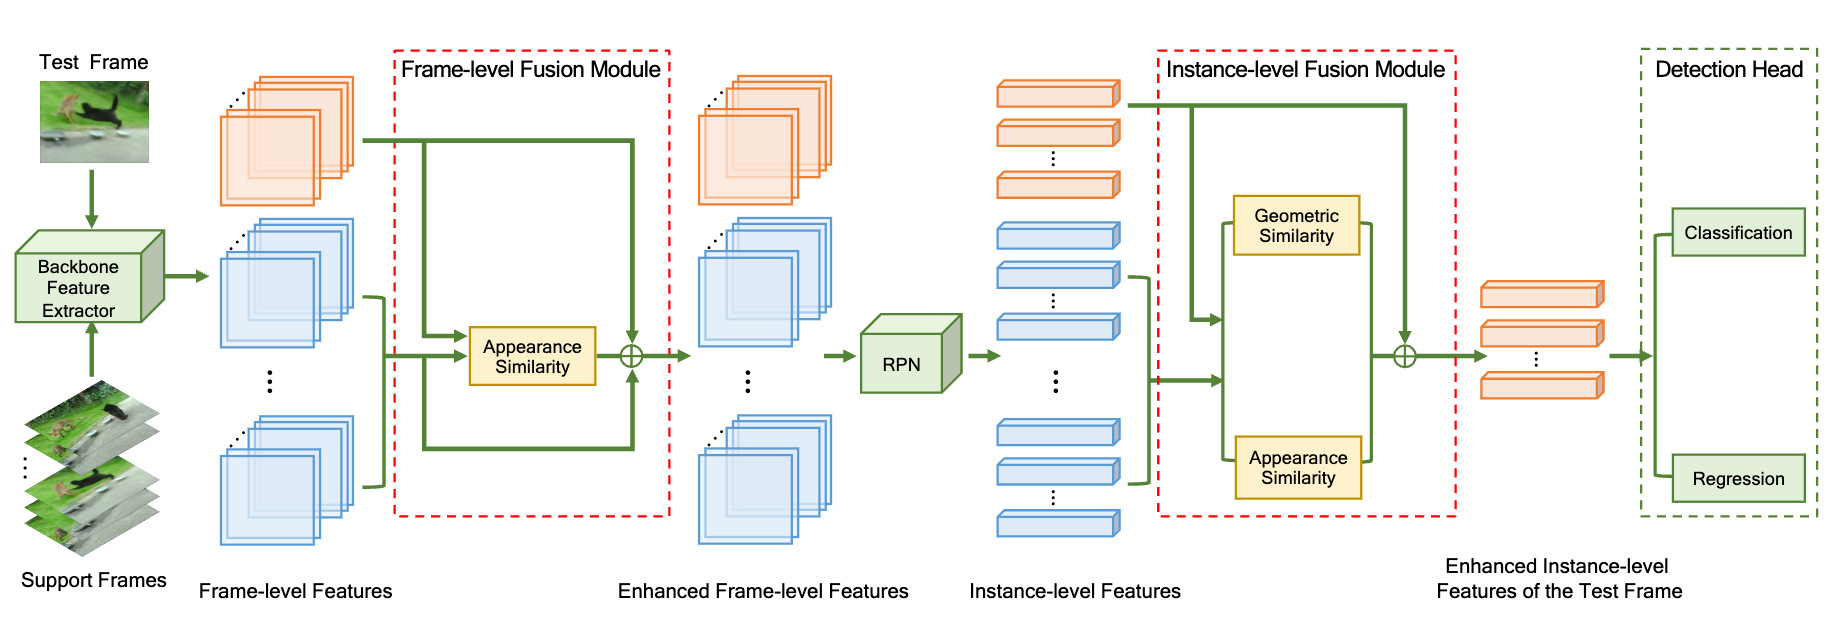 Test Frame
Frame-level Fusion Module
Instance-level Fusion Module
Detection Head
Backbone
Feature
Extractor
Appearance
Similarity
RPN
Geometric
Similarity
Appearance
Similarity
Classification
Regression
Support Frames
Frame-level Features
Enhanced Frame-level Features
Instance-level Features
Enhanced Instance-level
Features of the Test Frame